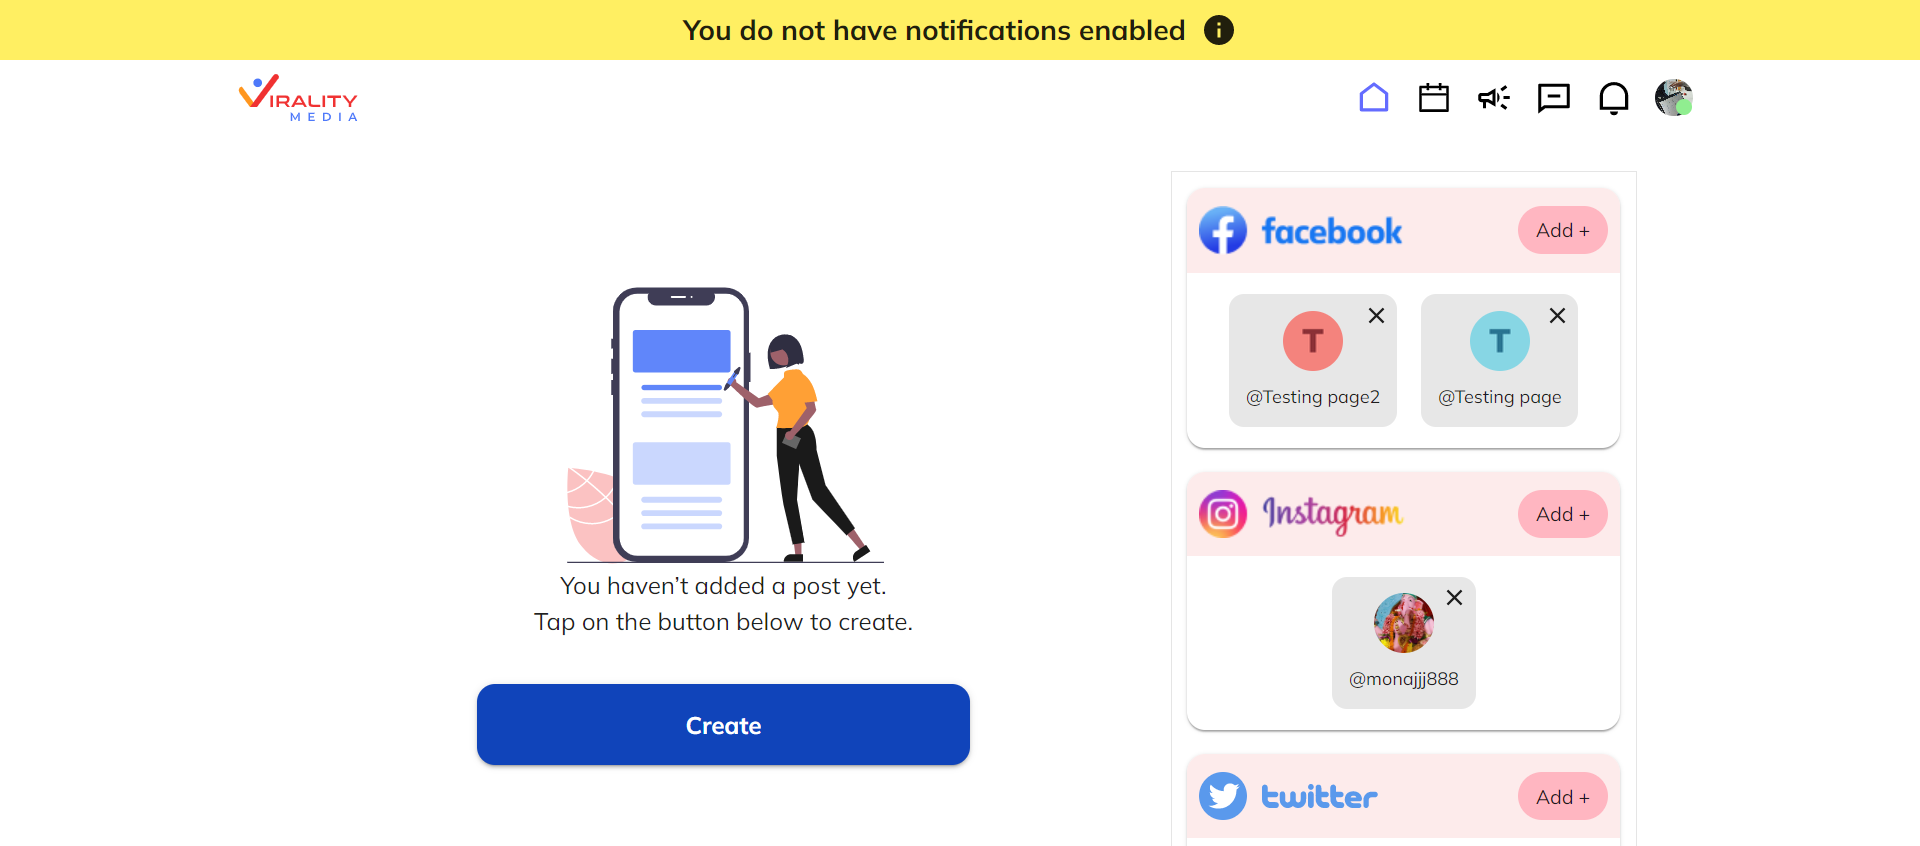 You do not have notifications enabled
VIRALITY
MEDIA
facebook
Add +
T
T
@Testing page2
@Testing page
Instagram
Add +
@monajjj888
You haven’t added a post yet.
Tap on the button below to create.
Create
twitter
Add +